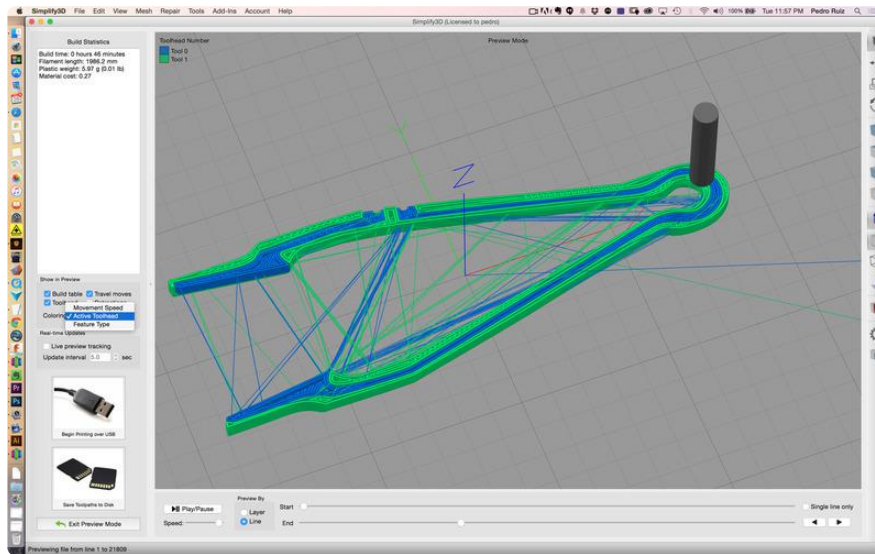 Simplify3D File Edit View Mesh Repair Tools Add-Ins Account Help
100% Tue 11:57 PM Pedro Ruiz
Simplify3D (Licensed to pedro)
Build Statistics
Build time: 0 hours 46 minutes
Filament length: 1986.2 mm
Plastic weight: 5.97 g (0.01 lb)
Material cost: 0.27
Toolhead Number
Tool 0
Tool 1
Preview Mode
Z
Show in Preview
Build table Travel moves
Movement Speed
Active Toolhead
Feature Type
Real-time Updates
Live preview tracking
Update interval 5.0 sec
Begin Printing over USB
Save Toolpaths to Disk
Exit Preview Mode
Play/Pause
Speed:
Preview By
Layer
Line
Start
End
Single line only
Previewing file from line 1 to 21809